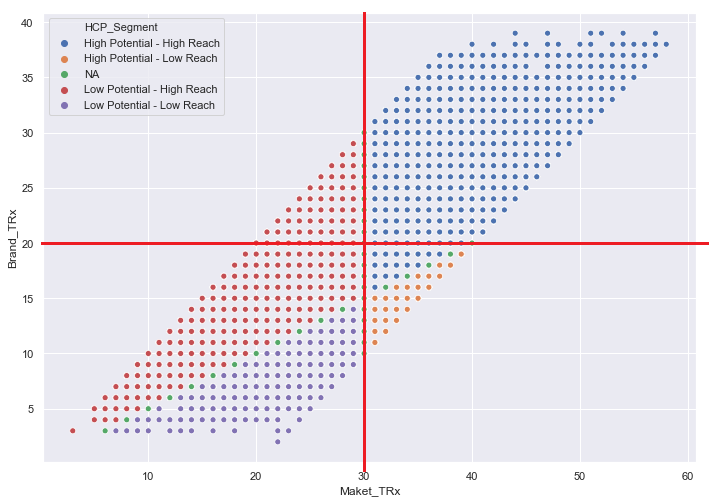 HCP_Segment
High Potential - High Reach
High Potential - Low Reach
NA
Low Potential - High Reach
Low Potential - Low Reach
40
35
30
25
20
15
10
5
Brand_TRx
10 20 30 40 50 60
Maket_TRx